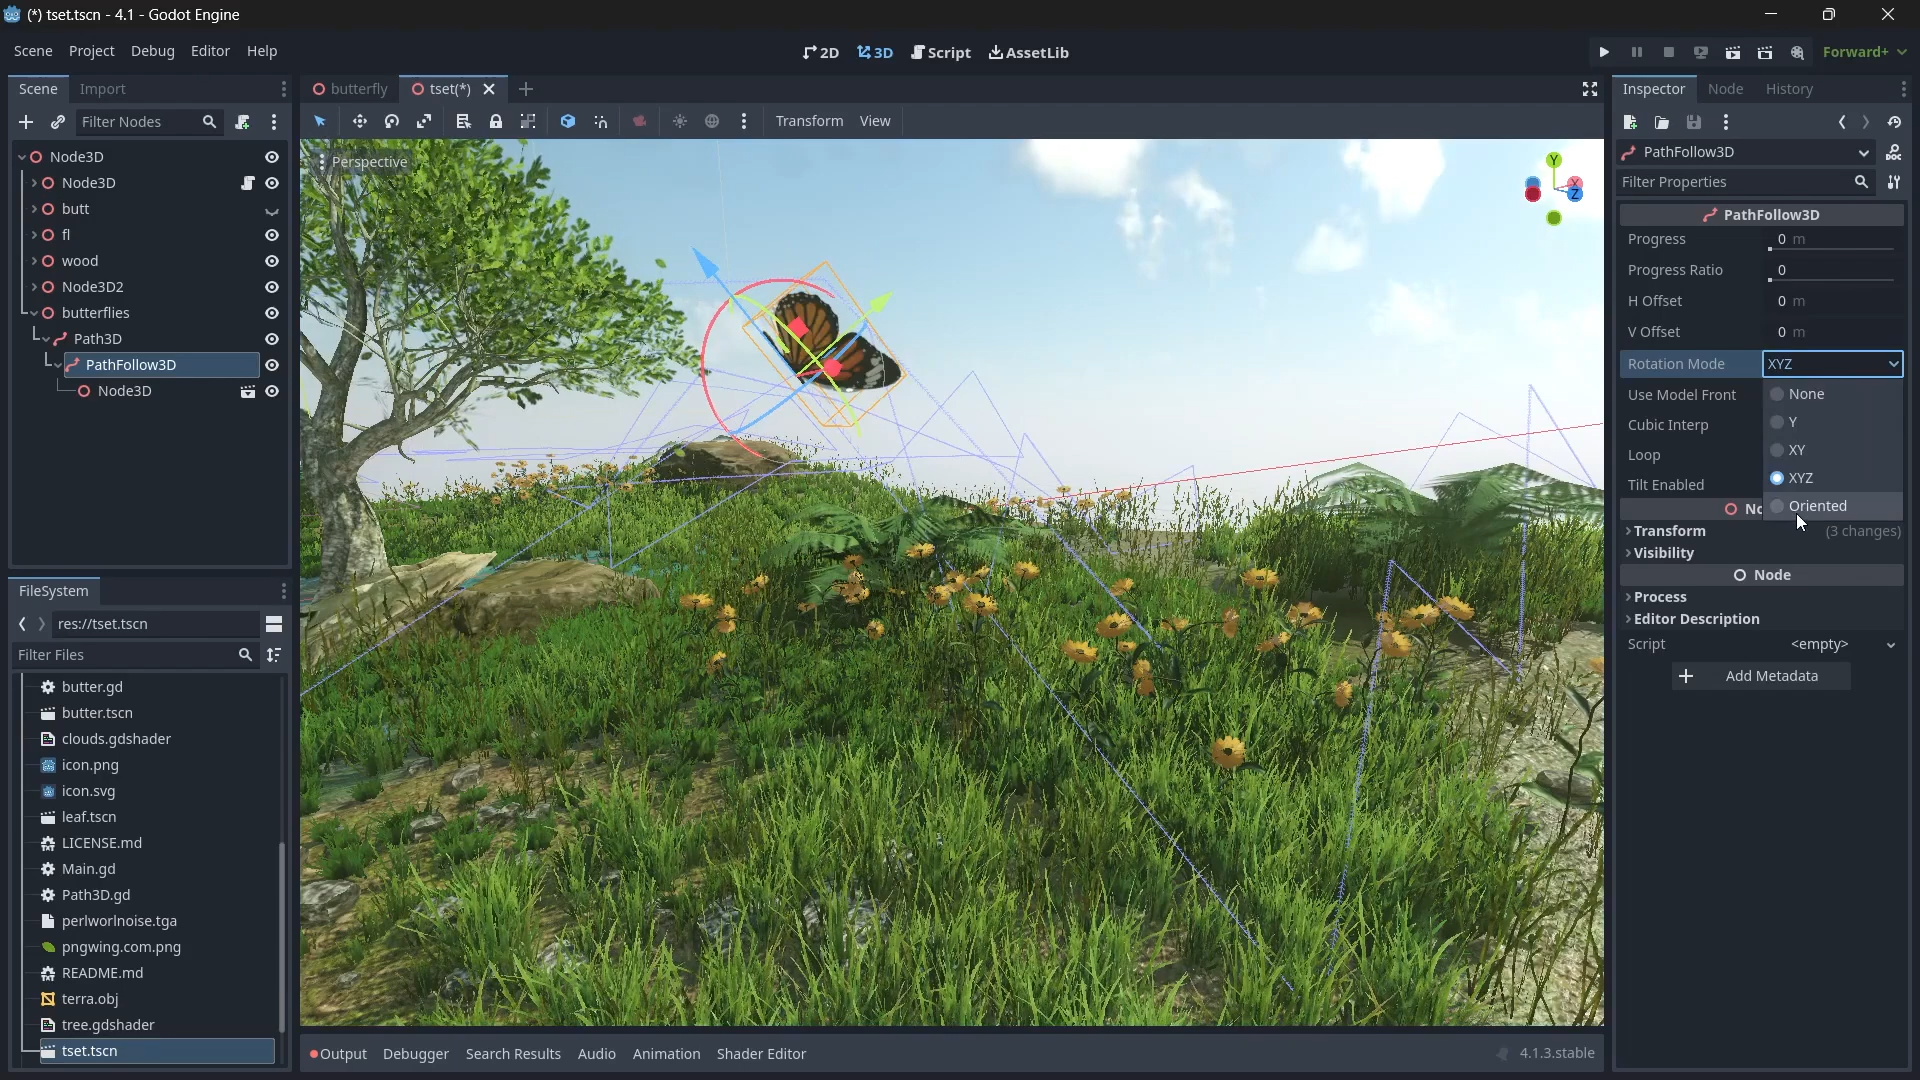 (*) tset.tscn - 4.1 - Godot Engine
Scene Project Debug Editor Help
2D 3D Script AssetLib
Forward+
Scene Import
butterfly tset(*)
Inspector Node History
Filter Nodes
Transform View
Node3D
Node3D
butt
fl
wood
Node3D2
butterflies
Path3D
PathFollow3D
Node3D
FileSystem
res://tset.tscn
Filter Files
butter.gd
butter.tscn
clouds.gdshader
icon.png
icon.svg
leaf.tscn
LICENSE.md
Main.gd
Path3D.gd
perlworlnoise.tga
pngwing.com.png
README.md
terra.obj
tree.gdshader
tset.tscn
Perspective
Y
X
Z
Output Debugger Search Results Audio Animation Shader Editor
4.1.3.stable
PathFollow3D
Filter Properties
PathFollow3D
Progress 0 m
Progress Ratio 0
H Offset 0 m
V Offset 0 m
Rotation Mode XYZ
Use Model Front
None
Y
Cubic Interp
Loop
XY
Tilt Enabled
XYZ
No
Oriented
Transform (3 changes)
Visibility
Node
Process
Editor Description
Script <empty>
Add Metadata